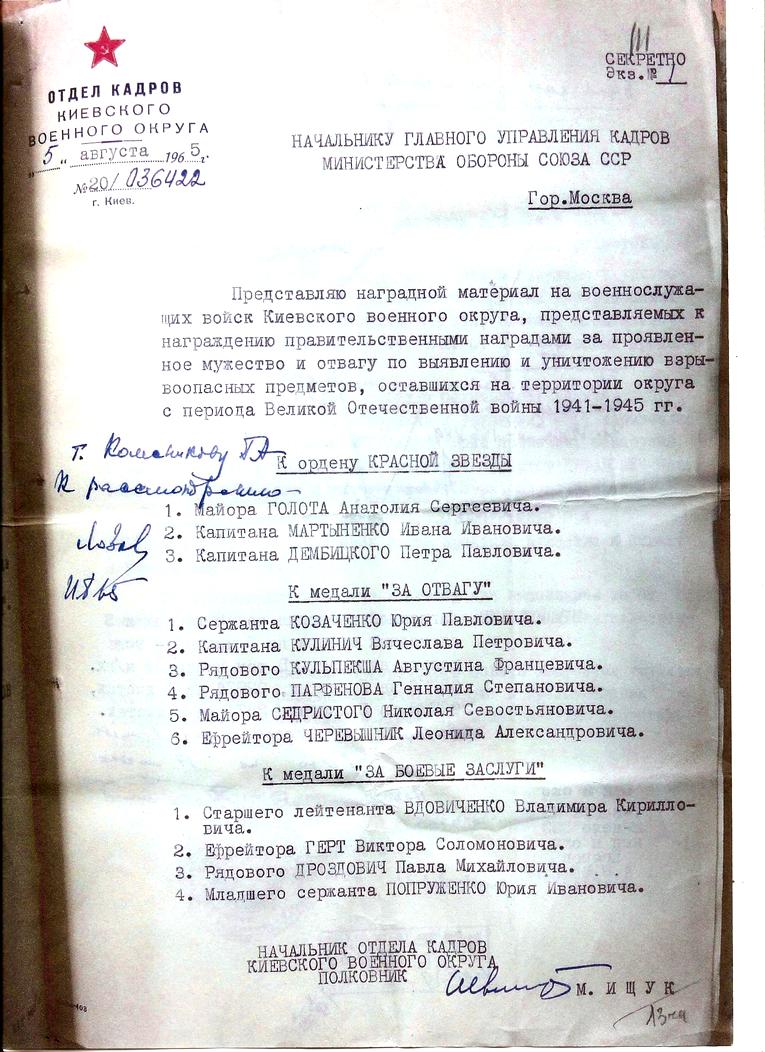 СЕКРЕТНО
Экз.№ 1
ОТДЕЛ КАДРОВ
КИЕВСКОГО
ВОЕННОГО ОКРУГА
"5" августа 1965 г.
№20/036422
г. Киев.
НАЧАЛЬНИКУ ГЛАВНОГО УПРАВЛЕНИЯ КАДРОВ
МИНИСТЕРСТВА ОБОРОНЫ СОЮЗА ССР
Гор.Москва
Представляю наградной материал на военнослужа-
щих войск Киевского военного округа, представляемых к
награждению правительственными наградами за проявлен-
ное мужество и отвагу по выявлению и уничтожению взры-
воопасных предметов, оставшихся на территории округа
с периода Великой Отечественной войны 1941-1945 гг.
К ордену КРАСНОЙ ЗВЕЗДЫ
К рассмотрению
1. Майора ГОЛОТА Анатолия Сергеевича.
2. Капитана МАРТЫНЕНКО Ивана Ивановича.
3. Капитана ДЕМБИЦКОГО Петра Павловича.
К медали "ЗА ОТВАГУ"
1. Сержанта КОЗАЧЕНКО Юрия Павловича.
2. Капитана КУЛИНИЧ Вячеслава Петровича.
3. Рядового КУЛЬПЕКША Августина Францевича.
4. Рядового ПАРФЕНОВА Геннадия Степановича.
5. Майора СЕДРИСТОГО Николая Севостьяновича.
6. Ефрейтора ЧЕРЕВЫШНИК Леонида Александровича.
К медали "ЗА БОЕВЫЕ ЗАСЛУГИ"
1. Старшего лейтенанта ВДОВИЧЕНКО Владимира Кирилло-
вича.
2. Ефрейтора ГЕРТ Виктора Соломоновича.
3. Рядового ДРОЗДОВИЧ Павла Михайловича.
4. Младшего сержанта ПОПРУЖЕНКО Юрия Ивановича.
НАЧАЛЬНИК ОТДЕЛА КАДРОВ
КИЕВСКОГО ВОЕННОГО ОКРУГА
ПОЛКОВНИК
М. ИЩУК